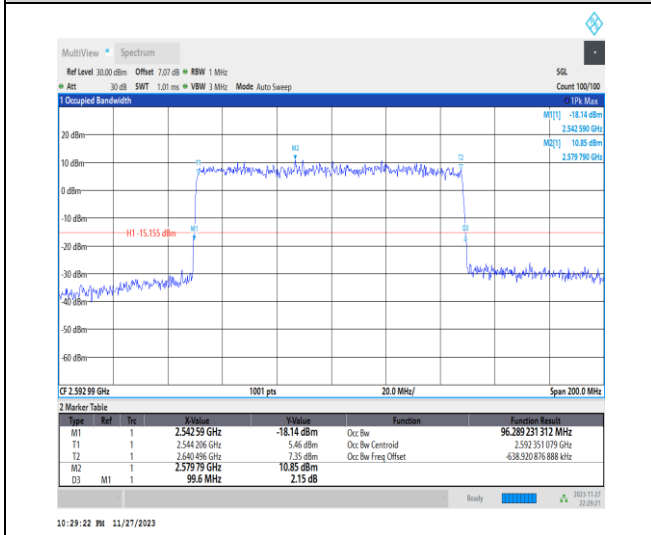 MultiView Spectrum
Ref Level 30.00 dBm Offset 7.07 dB RBW 1 MHz SGL
Att 30 dB SWT 1.01 ms VBW 3 MHz Mode Auto Sweep Count 100/100
1 Occupied Bandwidth 1Pk Max
M1[1] -18.14 dBm
2.542 590 GHz
M2[1] 10.85 dBm
2.579 790 GHz
20 dBm
M2
T1 T2
10 dBm
0 dBm
-10 dBm
M1 D3
H1 -15.155 dBm
-20 dBm
-30 dBm
-40 dBm
-50 dBm
-60 dBm
CF 2.592 99 GHz 1001 pts 20.0 MHz/ Span 200.0 MHz
2 Marker Table
Type Ref Trc X-Value Y-Value Function Function Result
M1 1 2.542 59 GHz -18.14 dBm Occ Bw 96.289 231 312 MHz
T1 1 2.544 206 GHz 5.46 dBm Occ Bw Centroid 2.592 351 079 GHz
T2 1 2.640 496 GHz 7.35 dBm Occ Bw Freq Offset -638.920 876 888 kHz
M2 1 2.579 79 GHz 10.85 dBm
D3 M1 1 99.6 MHz 2.15 dB
Ready 2023-11-27
22:29:21
10:29:22 PM 11/27/2023